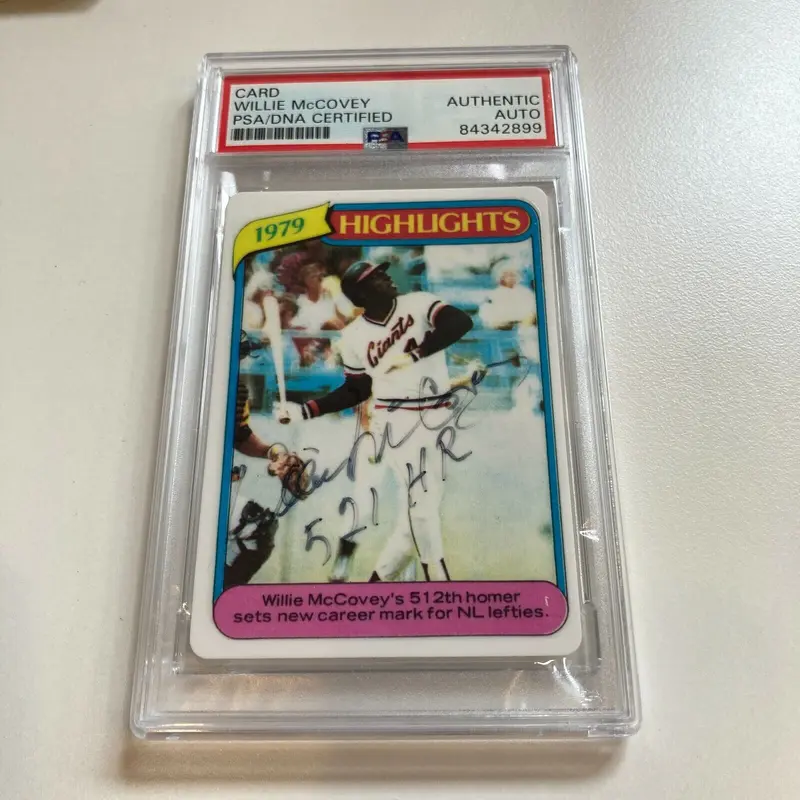 CARD
WILLIE McCOVEY
PSA/DNA CERTIFIED
AUTHENTIC
AUTO
84342899
PSA
1979
HIGHLIGHTS
Giants
Willie McCovey
521 HR
Willie McCovey's 512th homer
sets new career mark for NL lefties.